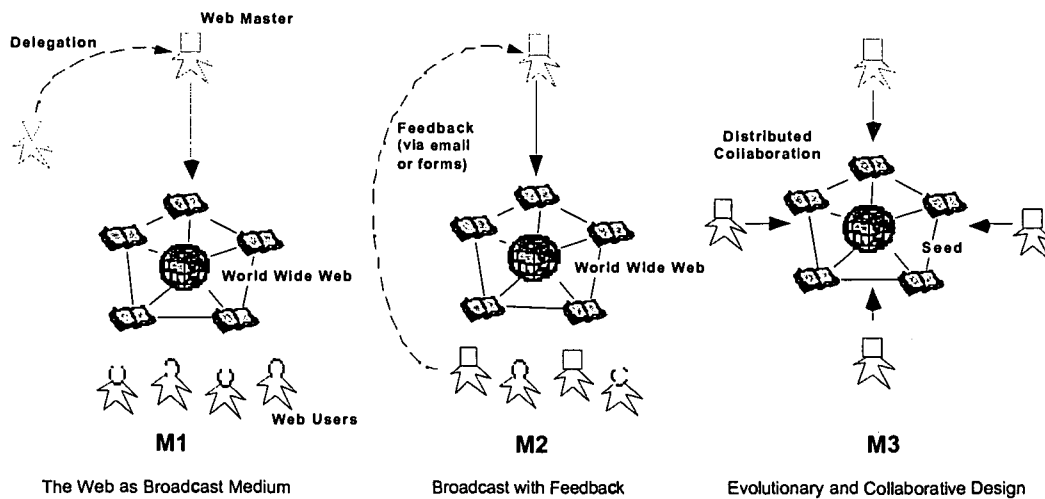 Web Master
Delegation
World Wide Web
Web Users
M1
The Web as Broadcast Medium
Feedback
(via email
or forms)
World Wide Web
M2
Broadcast with Feedback
Distributed
Collaboration
Seed
M3
Evolutionary and Collaborative Design